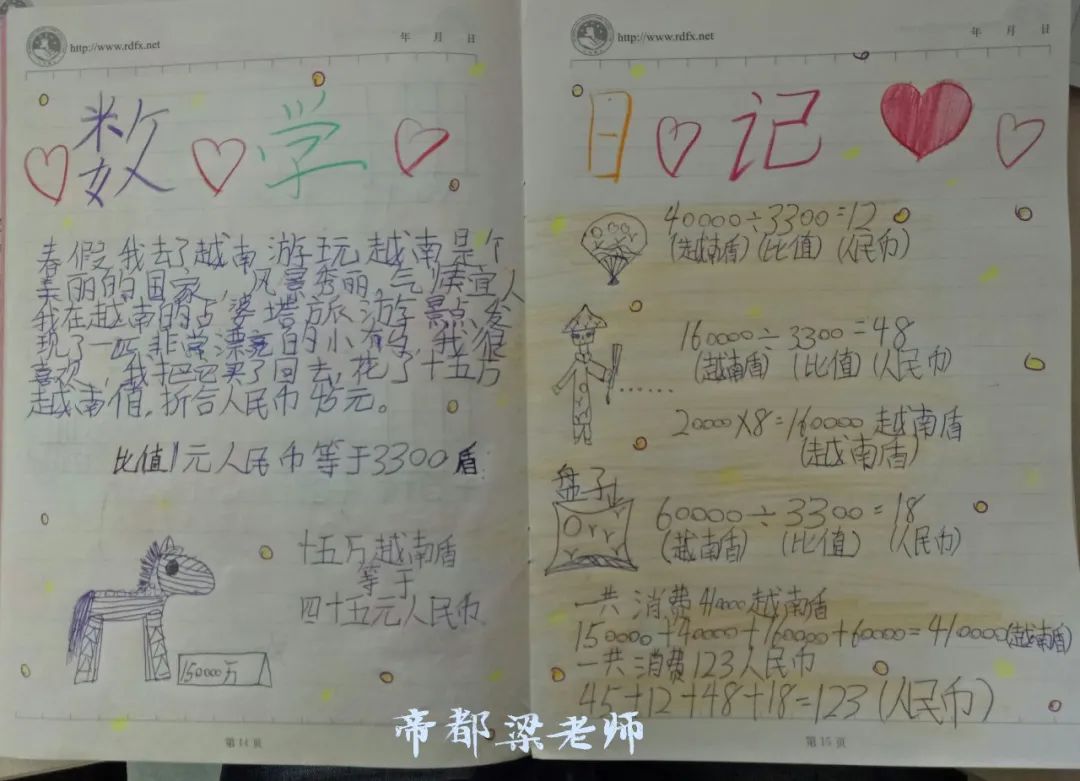 http://www.rdfx.net
年 月 日
数学
春假,我去了越南游玩越南是个
美丽的国家,风景秀丽,气候宜人
我在越南的占婆塔旅游景点,发
现了一匹非常漂亮的小布马,我很
喜欢,我把它买了回去,花了十五万
越南值,折合人民币45元。
比值1元人民币等于3300盾.
十五万越南盾
等于
四十五元人民币
150000万
第14页
http://www.rdfx.net
年 月 日
日记
40000÷3300=12
(越南盾)(比值)(人民币)
160000÷3300=48
(越南盾)(比值)(人民币)
……
20000×8=160000越南盾
(越南盾)
盘子
60000÷3300=18
(越南盾)(比值)(人民币)
一共消费41000越南盾
150000+40000+160000+60000=410000(越南盾)
一共消费123人民币
45+12+48+18=123(人民币)
第15页
帝都梁老师